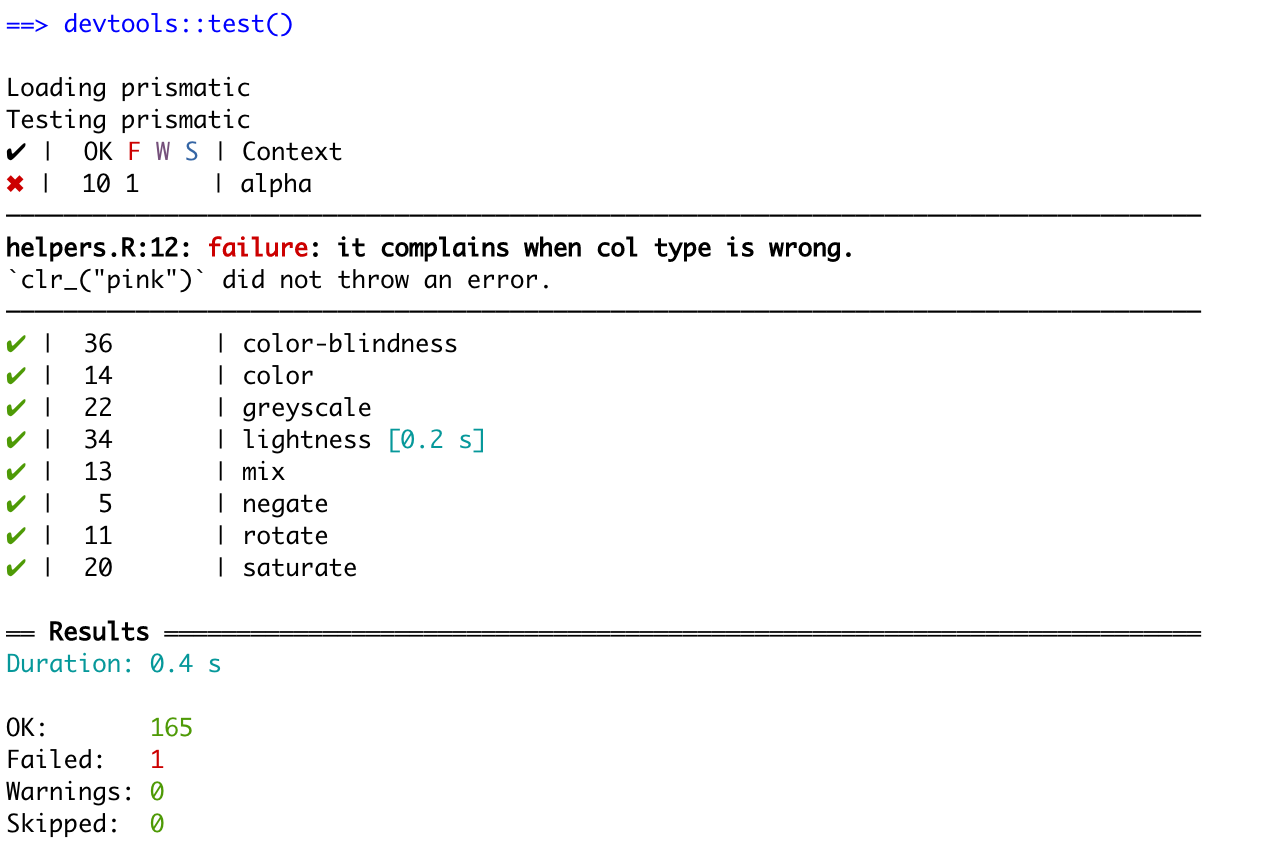 ==> devtools::test()
Loading prismatic
Testing prismatic
✔ |  OK F W S | Context
✖ |  10 1     | alpha
helpers.R:12: failure: it complains when col type is wrong.
`clr_("pink")` did not throw an error.
✔ |  36       | color-blindness
✔ |  14       | color
✔ |  22       | greyscale
✔ |  34       | lightness [0.2 s]
✔ |  13       | mix
✔ |   5       | negate
✔ |  11       | rotate
✔ |  20       | saturate
══ Results ════════════════════════════════════════════════════════════════════════
Duration: 0.4 s
OK:       165
Failed:   1
Warnings: 0
Skipped:  0